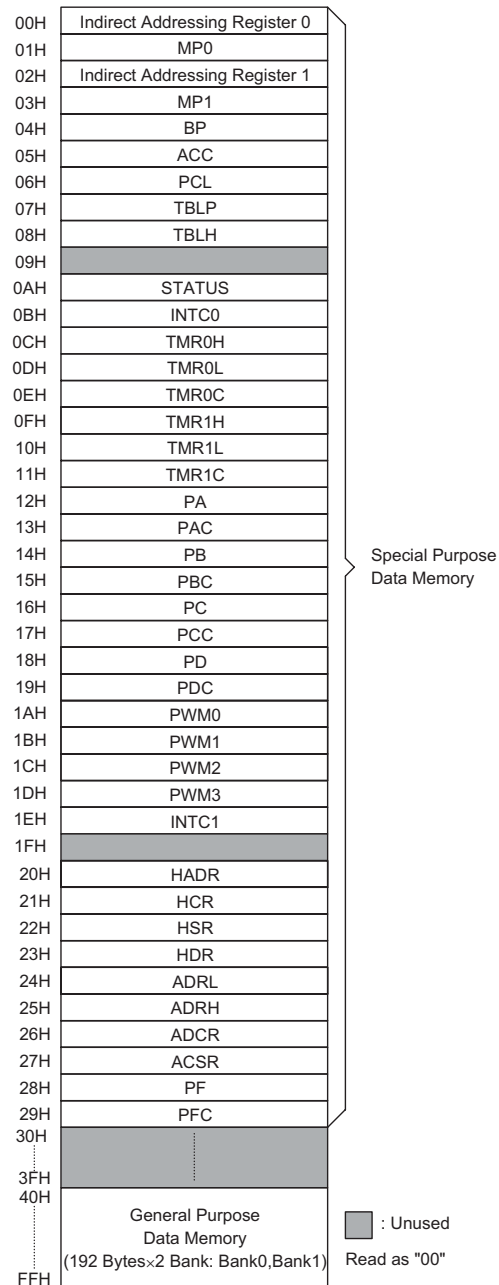 00H Indirect Addressing Register 0
01H MP0
02H Indirect Addressing Register 1
03H MP1
04H BP
05H ACC
06H PCL
07H TBLP
08H TBLH
09H
0AH STATUS
0BH INTC0
0CH TMR0H
0DH TMR0L
0EH TMR0C
0FH TMR1H
10H TMR1L
11H TMR1C
12H PA
13H PAC
14H PB
15H PBC
16H PC
17H PCC
18H PD
19H PDC
1AH PWM0
1BH PWM1
1CH PWM2
1DH PWM3
1EH INTC1
1FH
20H HADR
21H HCR
22H HSR
23H HDR
24H ADRL
25H ADRH
26H ADCR
27H ACSR
28H PF
29H PFC
30H
3FH
40H
General Purpose
Data Memory
(192 Bytes×2 Bank: Bank0,Bank1)
FFH
Special Purpose
Data Memory
: Unused
Read as "00"